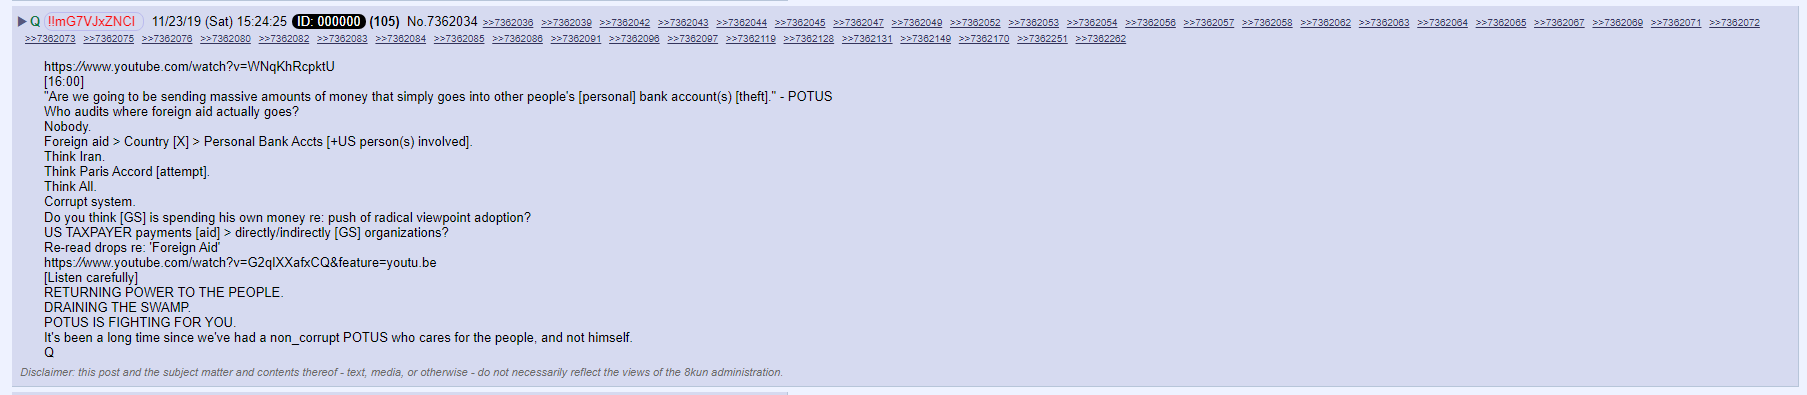 ▶ Q !!mG7VJxZNCI 11/23/19 (Sat) 15:24:25 ID: 000000 (105) No.7362034 >>7362036 >>7362039 >>7362042 >>7362043 >>7362044 >>7362045 >>7362047 >>7362049 >>7362052 >>7362053 >>7362054 >>7362056 >>7362057 >>7362058 >>7362062 >>7362063 >>7362064 >>7362065 >>7362067 >>7362069 >>7362071 >>7362072
>>7362073 >>7362075 >>7362076 >>7362080 >>7362082 >>7362083 >>7362084 >>7362085 >>7362086 >>7362091 >>7362096 >>7362097 >>7362119 >>7362128 >>7362131 >>7362149 >>7362170 >>7362251 >>7362262
https://www.youtube.com/watch?v=WNqKhRcpktU
[16:00]
"Are we going to be sending massive amounts of money that simply goes into other people's [personal] bank account(s) [theft]." - POTUS
Who audits where foreign aid actually goes?
Nobody.
Foreign aid > Country [X] > Personal Bank Accts [+US person(s) involved].
Think Iran.
Think Paris Accord [attempt].
Think All.
Corrupt system.
Do you think [GS] is spending his own money re: push of radical viewpoint adoption?
US TAXPAYER payments [aid] > directly/indirectly [GS] organizations?
Re-read drops re: 'Foreign Aid'
https://www.youtube.com/watch?v=G2qIXXafxCQ&feature=youtu.be
[Listen carefully]
RETURNING POWER TO THE PEOPLE.
DRAINING THE SWAMP.
POTUS IS FIGHTING FOR YOU.
It's been a long time since we've had a non_corrupt POTUS who cares for the people, and not himself.
Q
Disclaimer: this post and the subject matter and contents thereof - text, media, or otherwise - do not necessarily reflect the views of the 8kun administration.